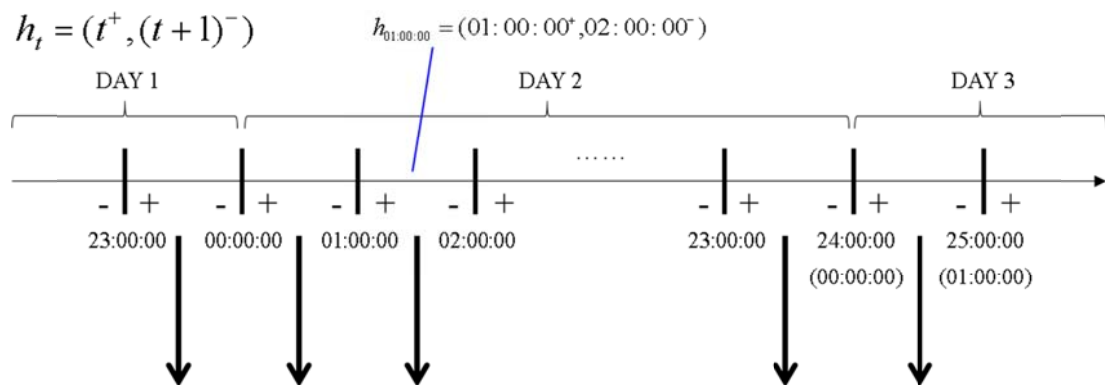 h_t = (t⁺,(t+1)⁻)
h_{01:00:00} = (01:00:00⁺,02:00:00⁻)
DAY 1 DAY 2 DAY 3
......
- + - + - + - + - + - + - +
23:00:00 00:00:00 01:00:00 02:00:00 23:00:00 24:00:00 25:00:00
(00:00:00) (01:00:00)